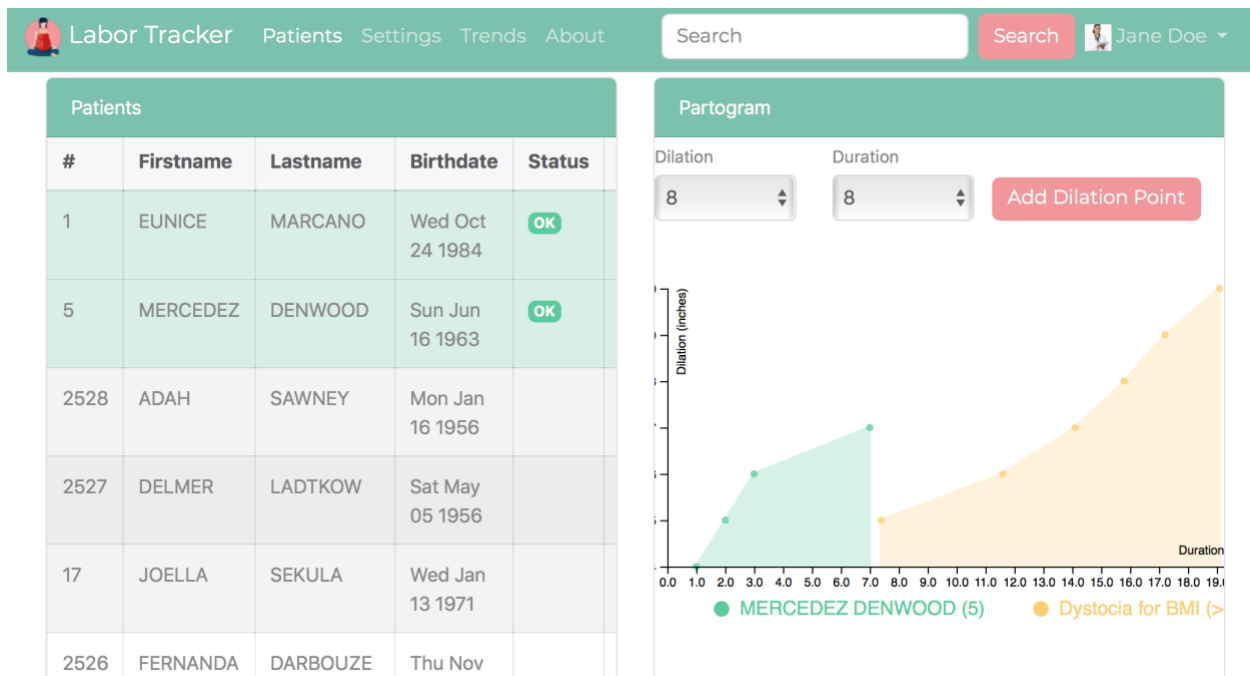 Labor Tracker Patients Settings Trends About Search Search Jane Doe
Patients
# Firstname Lastname Birthdate Status
1 EUNICE MARCANO Wed Oct 24 1984 OK
5 MERCEDEZ DENWOOD Sun Jun 16 1963 OK
2528 ADAH SAWNEY Mon Jan 16 1956
2527 DELMER LADTKOW Sat May 05 1956
17 JOELLA SEKULA Wed Jan 13 1971
2526 FERNANDA DARBOUZE Thu Nov
Partogram
Dilation Duration
8 8 Add Dilation Point
Dilation (inches)
Duration
0.0 1.0 2.0 3.0 4.0 5.0 6.0 7.0 8.0 9.0 10.0 11.0 12.0 13.0 14.0 15.0 16.0 17.0 18.0 19.
MERCEDEZ DENWOOD (5) Dystocia for BMI (>